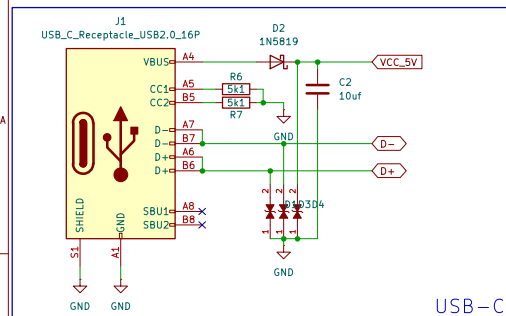 J1
USB_C_Receptacle_USB2.0_16P
D2
1N5819
VBUS A4
VCC_5V
CC1 A5
R6
5k1
CC2 B5
5k1
R7
C2
10uf
GND
D- A7
D- B7
D-
D+ A6
D+ B6
D+
A
2 2 2
D1D3D4
SBU1 A8
SBU2 B8
1 1 1
SHIELD
GND
S1
A1
GND
GND
GND
USB-C